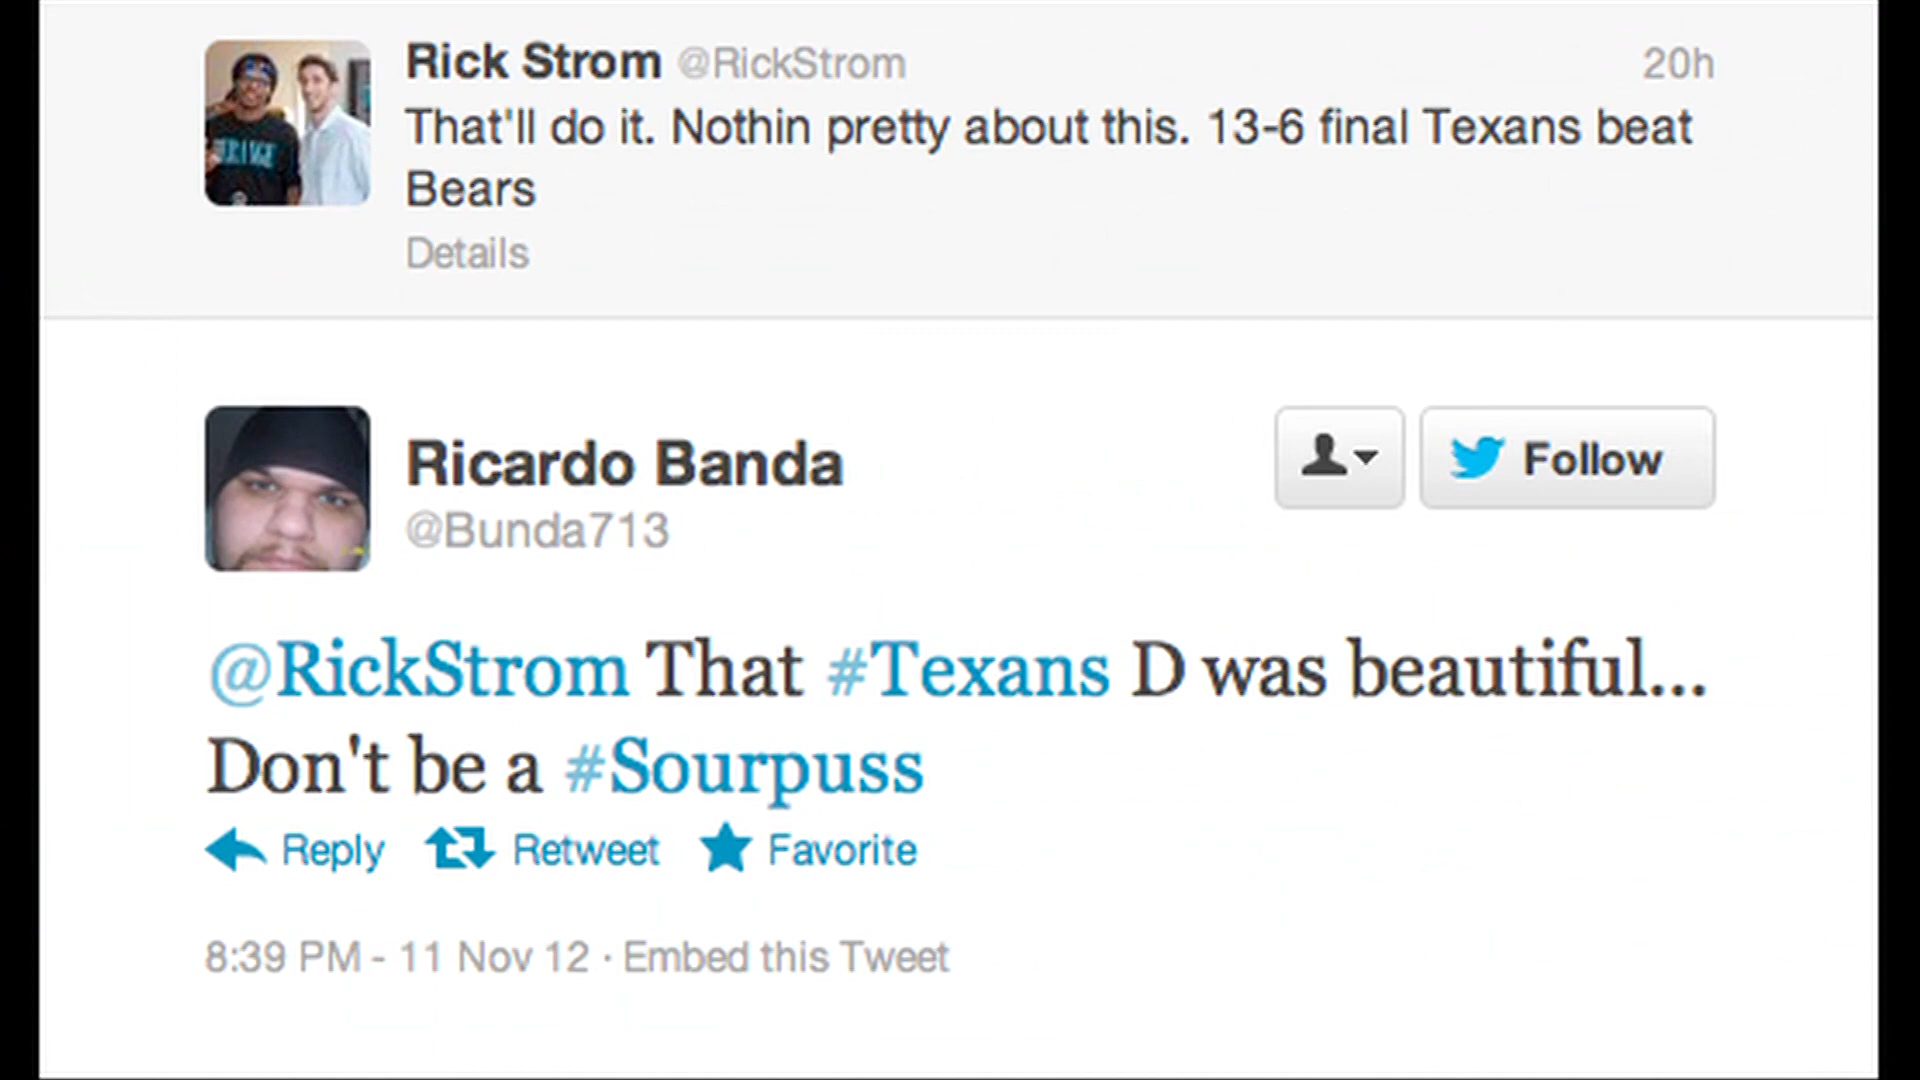 Rick Strom @RickStrom 20h
That'll do it. Nothin pretty about this. 13-6 final Texans beat
Bears
Details
Ricardo Banda
Follow
@Bunda713
@RickStrom That #Texans D was beautiful...
Don't be a #Sourpuss
Reply Retweet Favorite
8:39 PM - 11 Nov 12 · Embed this Tweet